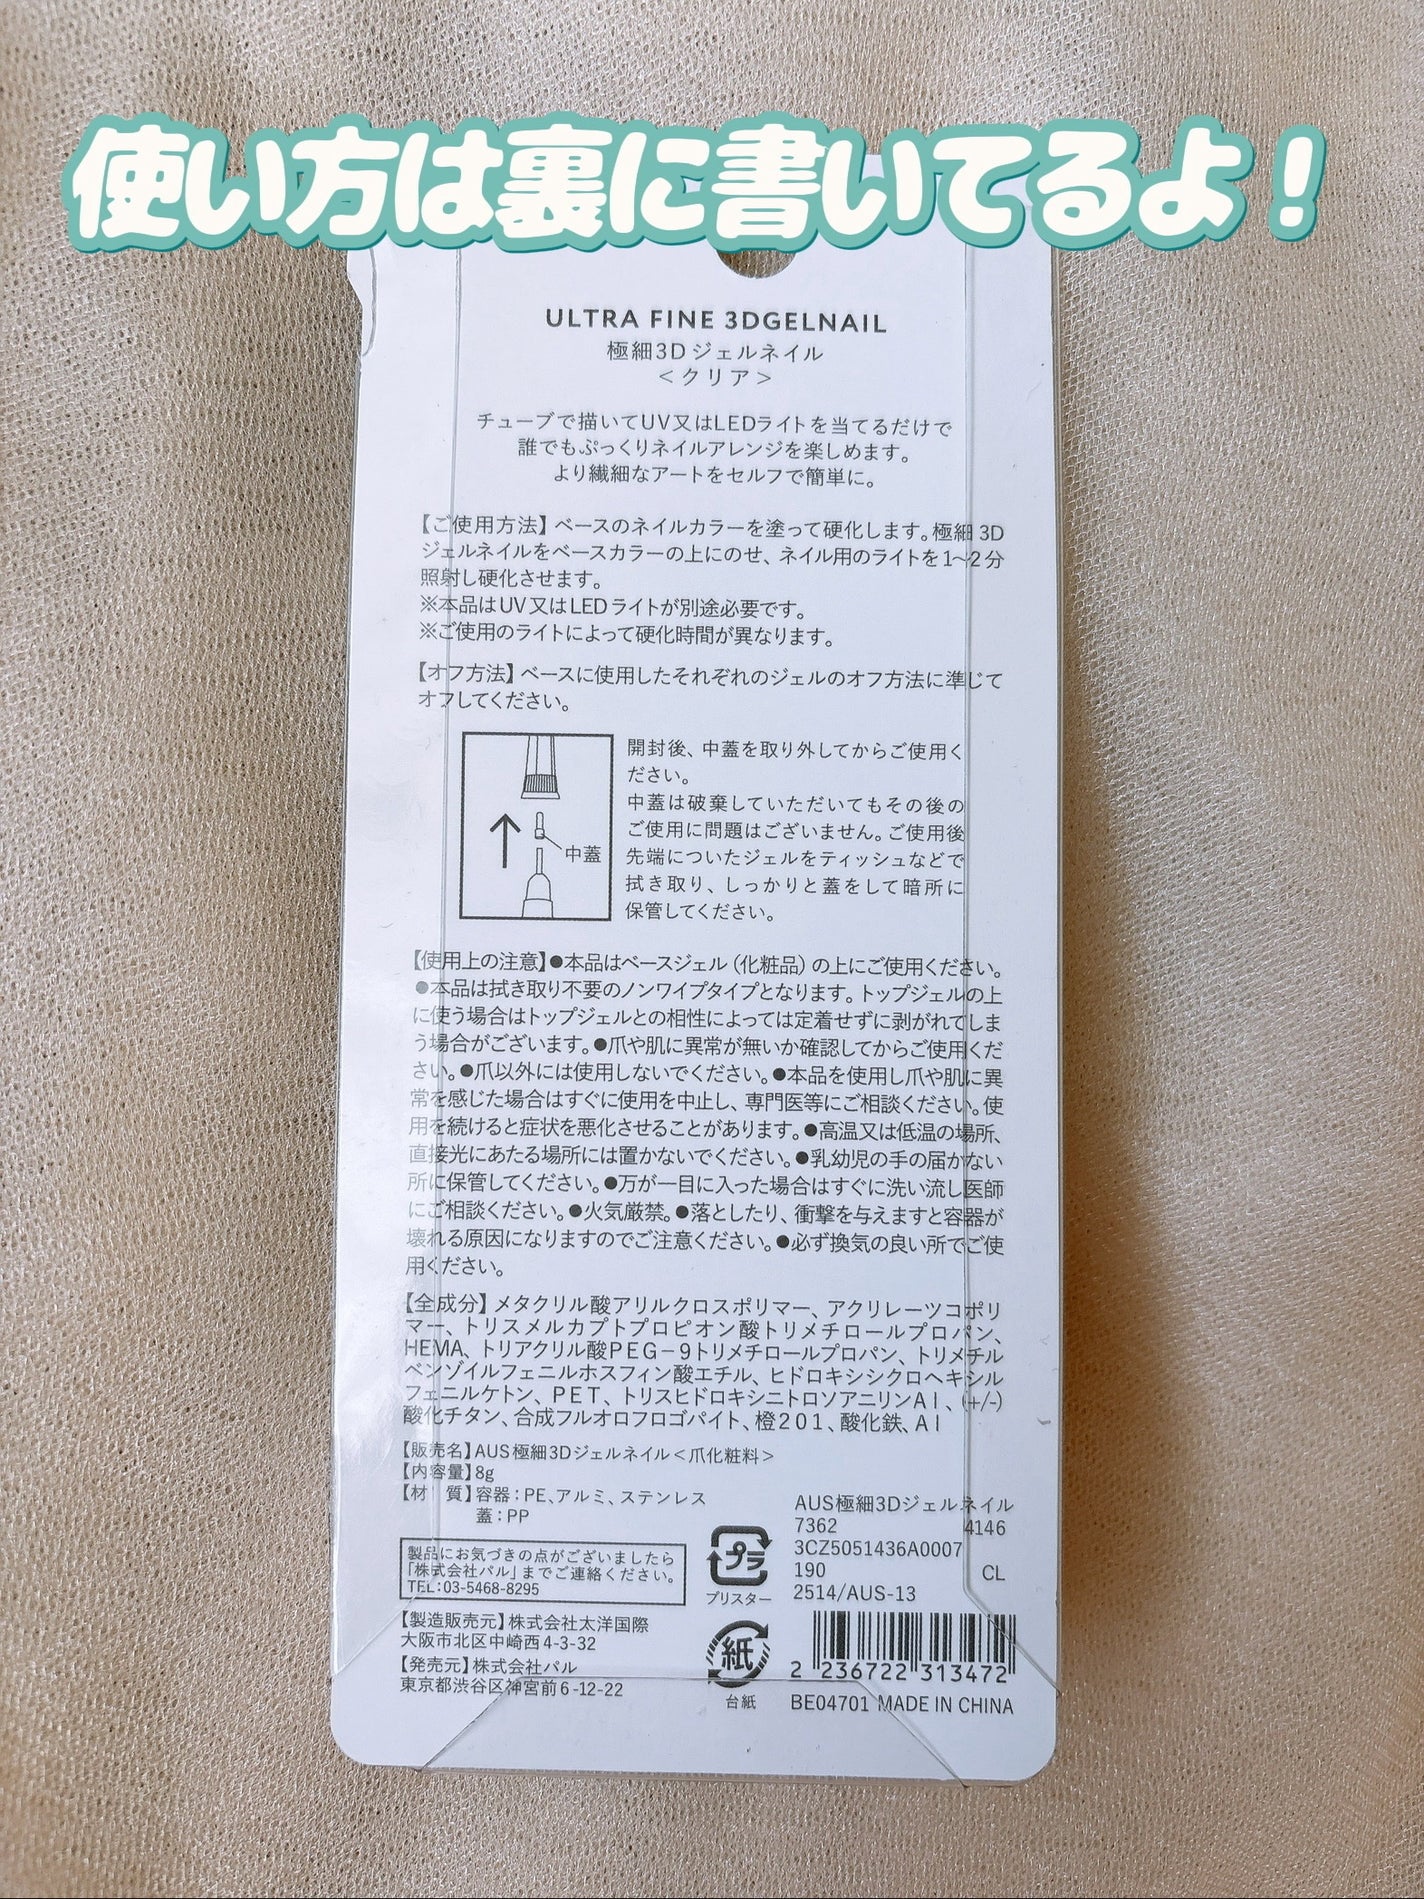 使い方は裏に書いてるよ！
ULTRA FINE 3DGELNAIL
極細3Dジェルネイル
＜クリア＞
チューブで描いてUV又はLEDライトを当てるだけで
誰でもぷっくりネイルアレンジを楽しめます。
より繊細なアートをセルフで簡単に。
【ご使用方法】ベースのネイルカラーを塗って硬化します。極細3D
ジェルネイルをベースカラーの上にのせ、ネイル用のライトを1～2分
照射し硬化させます。
※本品はUV又はLEDライトが別途必要です。
※ご使用のライトによって硬化時間が異なります。
【オフ方法】ベースに使用したそれぞれのジェルのオフ方法に準じて
オフしてください。
開封後、中蓋を取り外してからご使用く
ださい。
中蓋は破棄していただいてもその後の
ご使用に問題はございません。ご使用後
先端についたジェルをティッシュなどで
拭き取り、しっかりと蓋をして暗所に
保管してください。
中蓋
【使用上の注意】●本品はベースジェル（化粧品）の上にご使用ください。
●本品は拭き取り不要のノンワイプタイプとなります。トップジェルの上
に使う場合はトップジェルとの相性によっては定着せずに剥がれてしま
う場合がございます。●爪や肌に異常が無いか確認してからご使用くだ
さい。●爪以外には使用しないでください。●本品を使用し爪や肌に異
常を感じた場合はすぐに使用を中止し、専門医等にご相談ください。使
用を続けると症状を悪化させることがあります。●高温又は低温の場所、
直接光にあたる場所には置かないでください。●乳幼児の手の届かない
所に保管してください。●万が一目に入った場合はすぐに洗い流し医師
にご相談ください。●火気厳禁。●落としたり、衝撃を与えますと容器が
壊れる原因になりますのでご注意ください。●必ず換気の良い所でご使
用ください。
【全成分】メタクリル酸アリルクロスポリマー、アクリレーツコポリ
マー、トリスメルカプトプロピオン酸トリメチロールプロパン、
HEMA、トリアクリル酸PEG－9トリメチロールプロパン、トリメチル
ベンゾイルフェニルホスフィン酸エチル、ヒドロキシシクロヘキシル
フェニルケトン、PET、トリスヒドロキシニトロソアニリンAl、(+/-)
酸化チタン、合成フルオロフロゴパイト、橙201、酸化鉄、Al
【販売名】AUS極細3Dジェルネイル＜爪化粧料＞
【内容量】8g
【材　質】容器：PE、アルミ、ステンレス
蓋：PP
製品にお気づきの点がございましたら
「株式会社パル」までご連絡ください。
TEL:03-5468-8295
【製造販売元】株式会社太洋国際
大阪市北区中崎西4-3-32
【発売元】株式会社パル
東京都渋谷区神宮前6-12-22
プラ
ブリスター
紙
台紙
AUS極細3Dジェルネイル
7362 4146
3CZ5051436A0007
190 CL
2514/AUS-13
2 236722 313472
BE04701 MADE IN CHINA